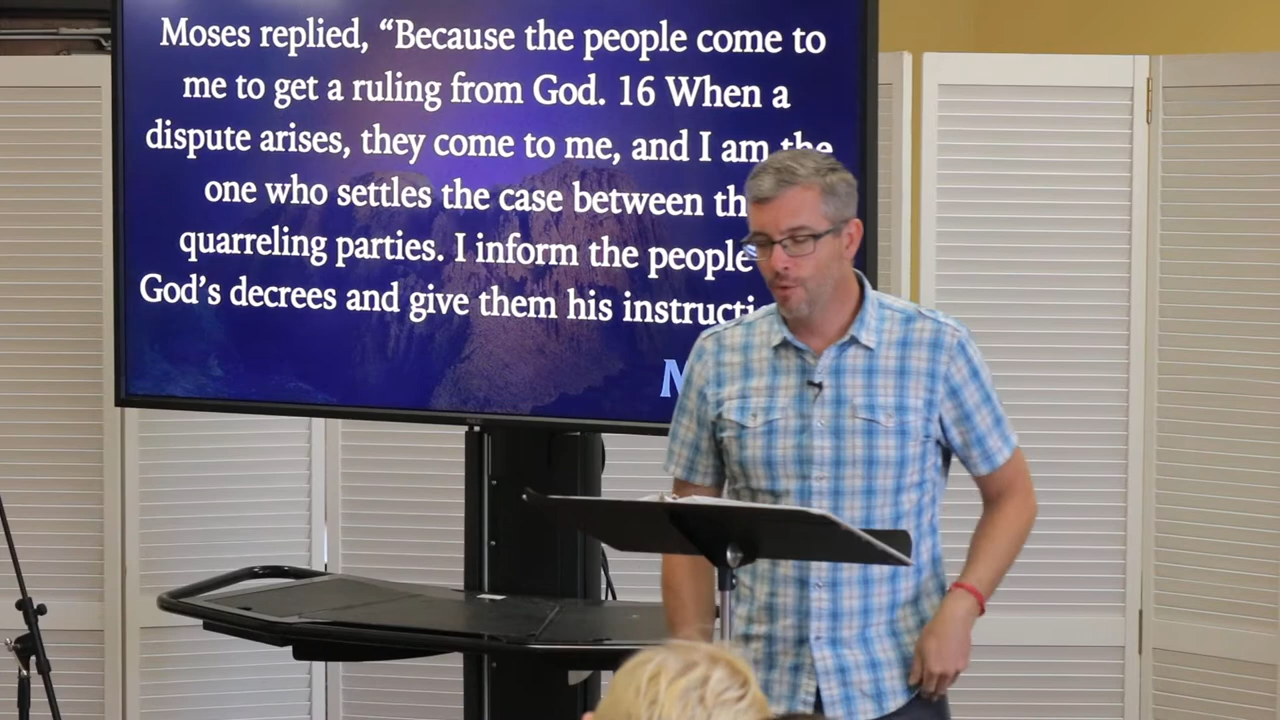 Moses replied, “Because the people come to
me to get a ruling from God. 16 When a
dispute arises, they come to me, and I am the
one who settles the case between
quarreling parties. I inform the people
God’s decrees and give them his
NEC